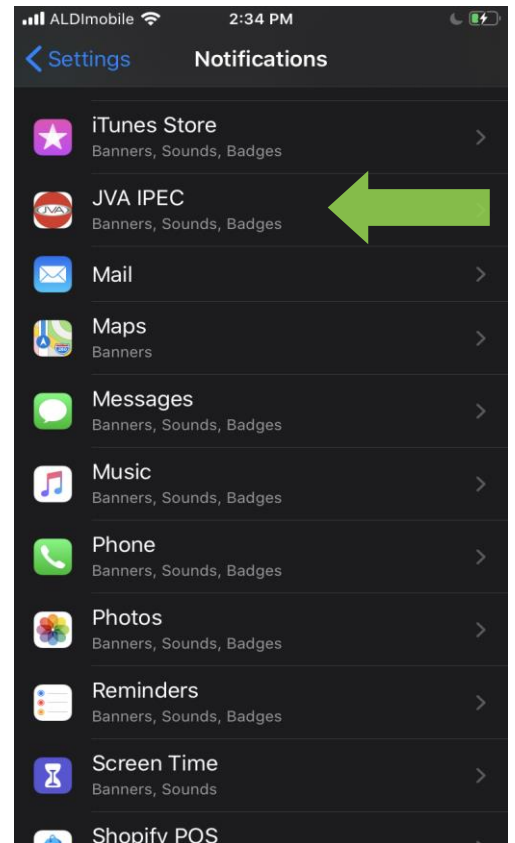 ALDImobile 2:34 PM
Settings Notifications
iTunes Store
Banners, Sounds, Badges
JVA IPEC
JVA
Banners, Sounds, Badges
Mail
Maps
Banners
Messages
Banners, Sounds, Badges
Music
Banners, Sounds, Badges
Phone
Banners, Sounds, Badges
Photos
Banners, Sounds, Badges
Reminders
Banners, Sounds, Badges
Screen Time
Banners, Sounds
Shopify POS